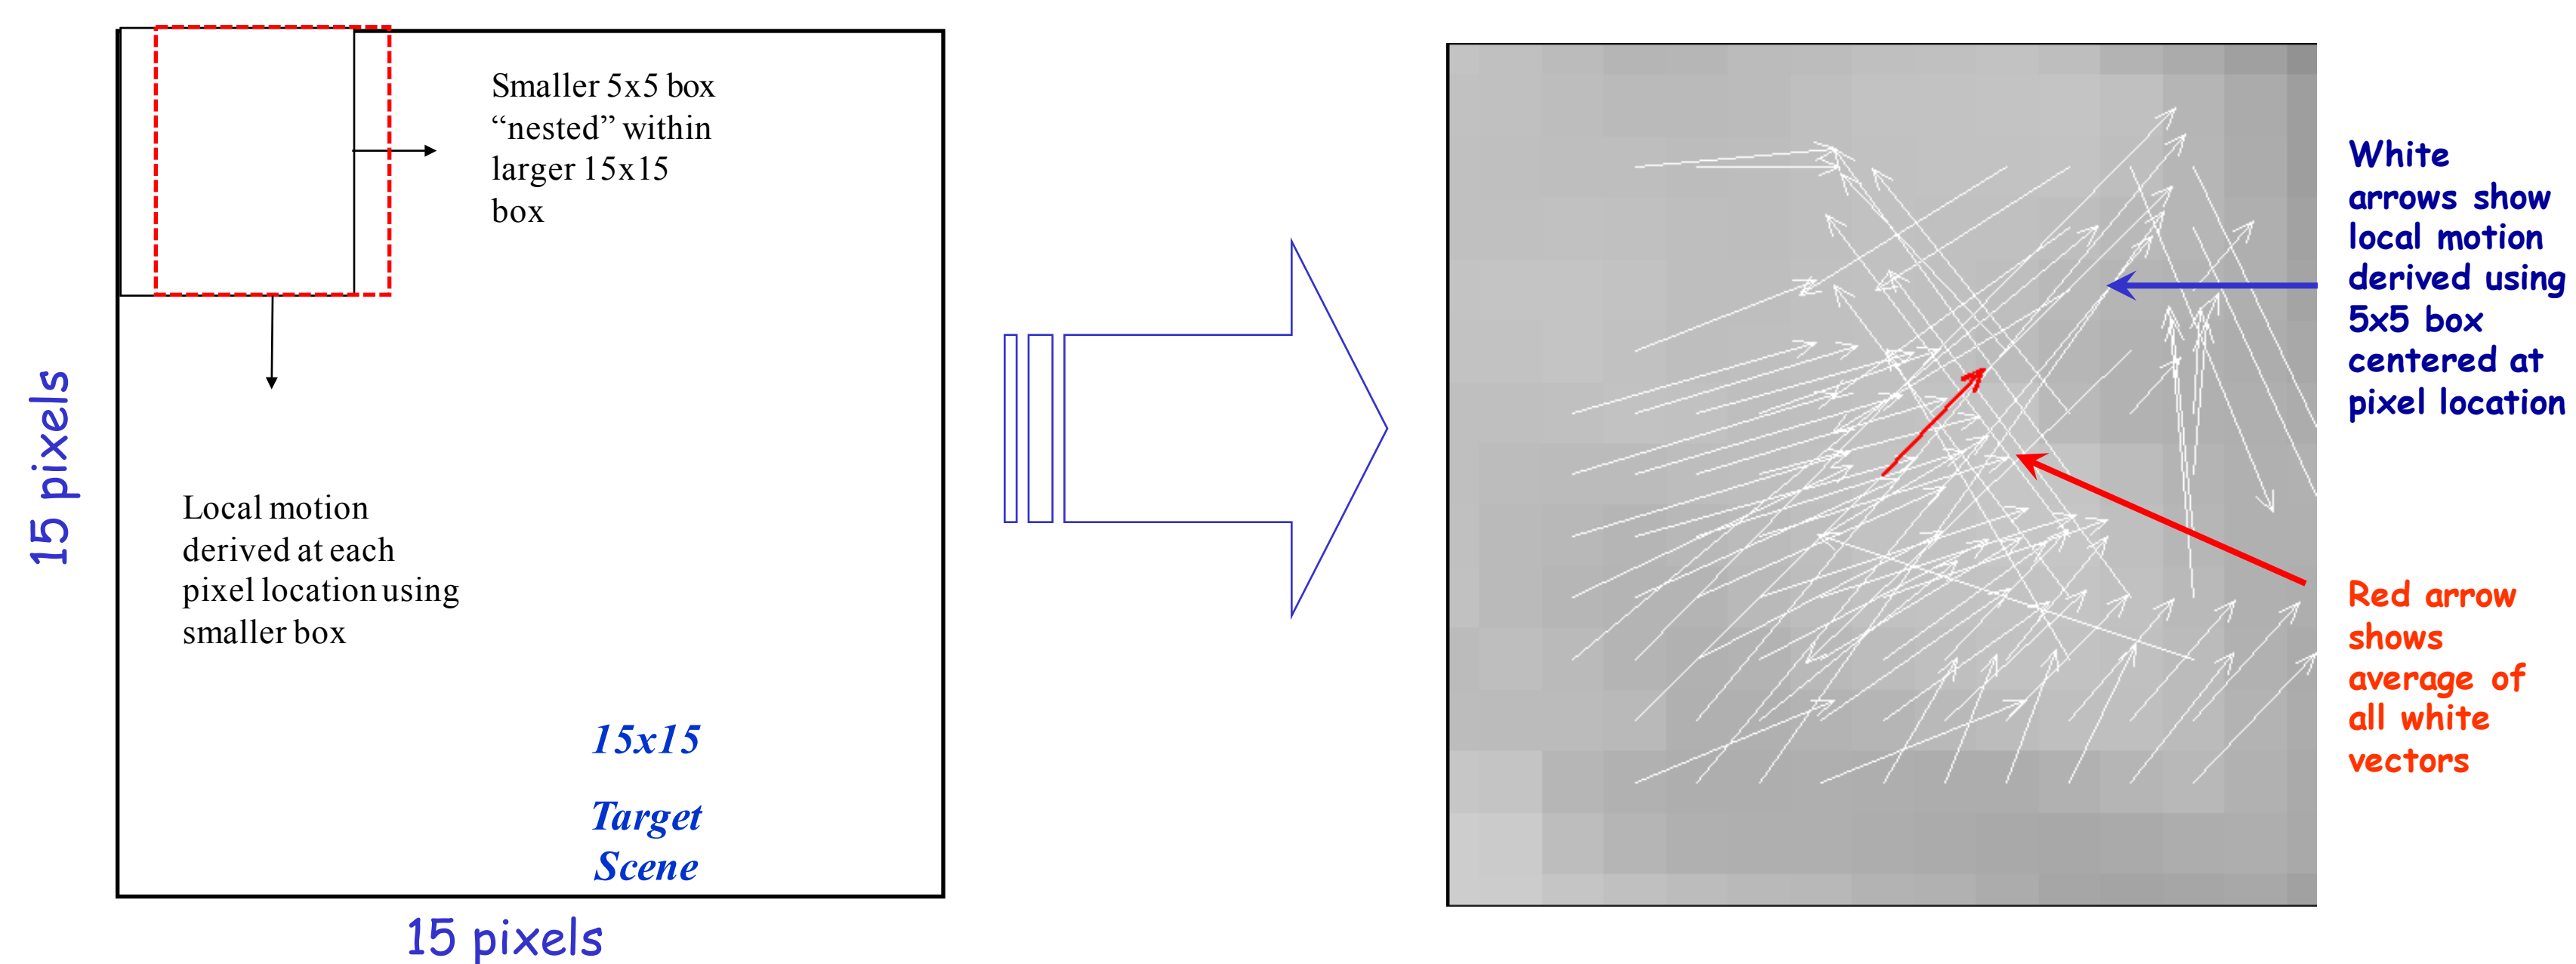 Smaller 5x5 box
“nested” within
larger 15x15
box
15 pixels
Local motion
derived at each
pixel location using
smaller box
15x15
Target
Scene
15 pixels
White
arrows show
local motion
derived using
5x5 box
centered at
pixel location
Red arrow
shows
average of
all white
vectors